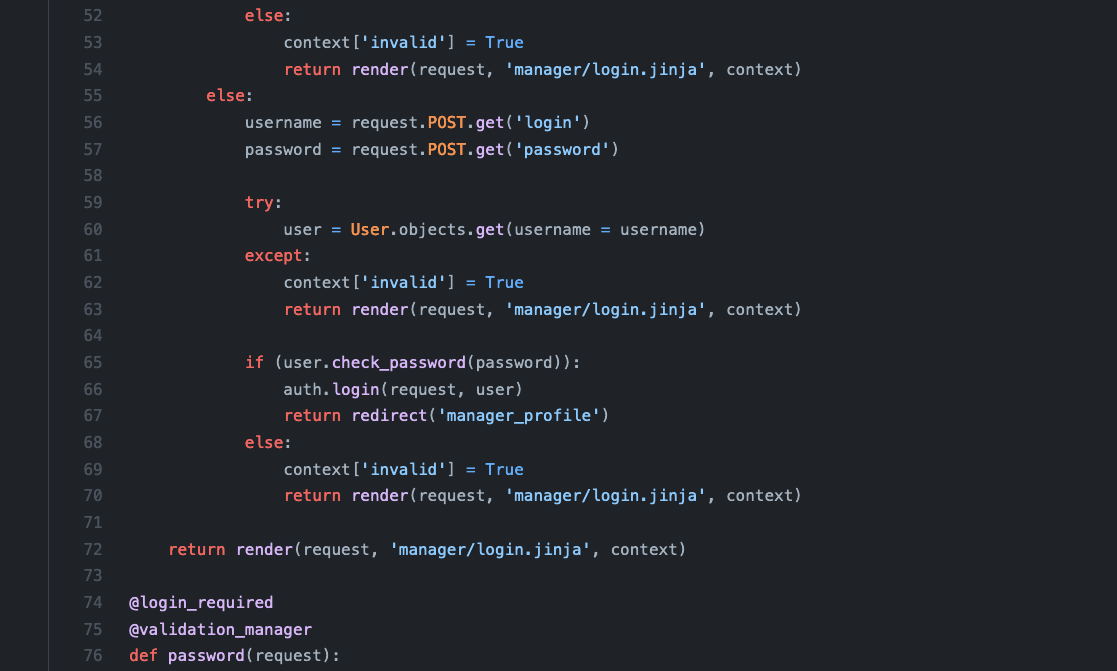 52 else:
53 context['invalid'] = True
54 return render(request, 'manager/login.jinja', context)
55 else:
56 username = request.POST.get('login')
57 password = request.POST.get('password')
58
59 try:
60 user = User.objects.get(username = username)
61 except:
62 context['invalid'] = True
63 return render(request, 'manager/login.jinja', context)
64
65 if (user.check_password(password)):
66 auth.login(request, user)
67 return redirect('manager_profile')
68 else:
69 context['invalid'] = True
70 return render(request, 'manager/login.jinja', context)
71
72 return render(request, 'manager/login.jinja', context)
73
74 @login_required
75 @validation_manager
76 def password(request):